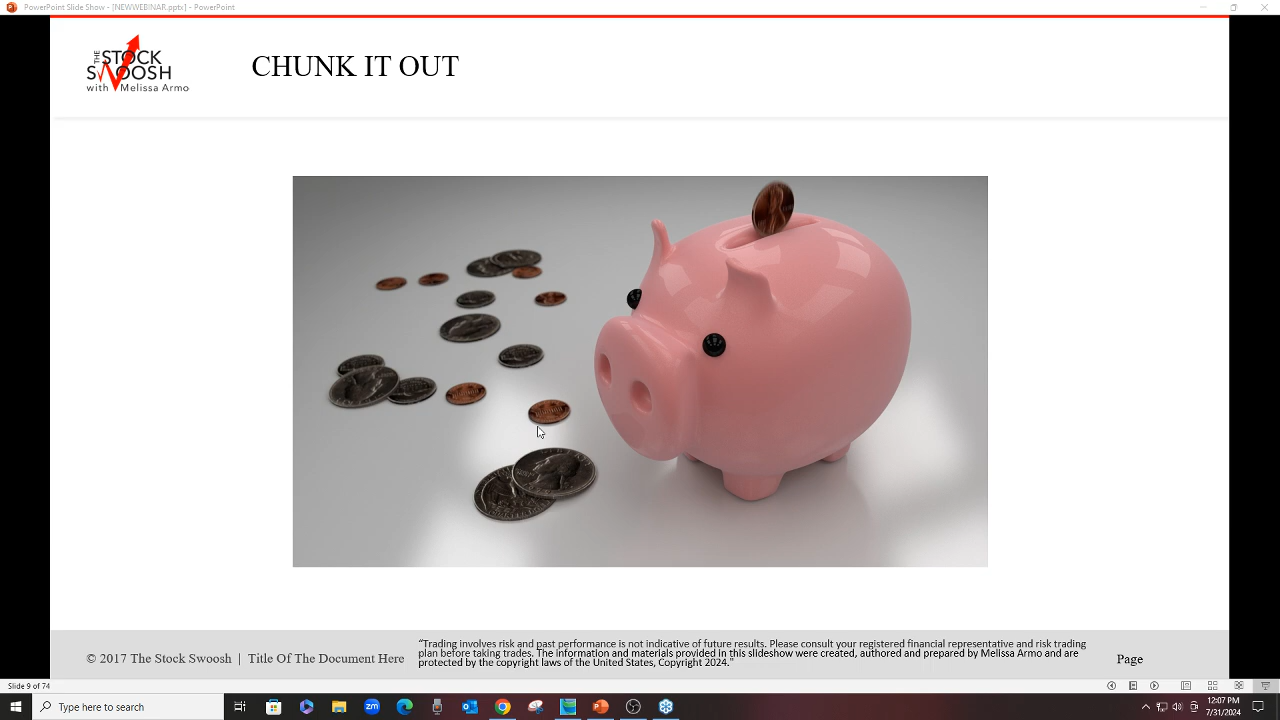 PowerPoint Slide Show - [NEWWEBINAR.pptx] - PowerPoint
THE STOCK
SWOOSH
with Melissa Armo
CHUNK IT OUT
© 2017 The Stock Swoosh | Title Of The Document Here
"Trading involves risk and past performance is not indicative of future results. Please consult your registered financial representative and risk trading
plan before taking trades. The information and materials provided in this slideshow were created, authored and prepared by Melissa Armo and are
protected by the copyright laws of the United States, Copyright 2024."
Page
Slide 9 of 74
Type here to search
zm
12:07 PM
7/31/2024